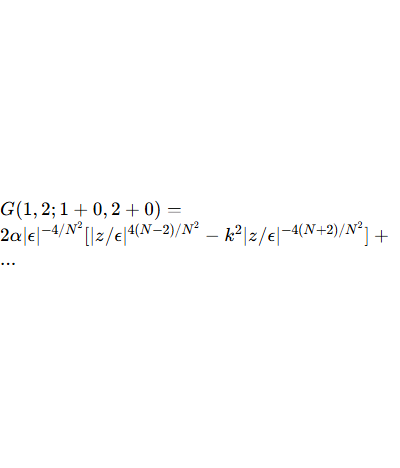 G(1, 2; 1 + 0, 2 + 0) =
2α|ϵ|^{−4/N^2}[|z/ϵ|^{4(N−2)/N^2} − k^2|z/ϵ|^{−4(N+2)/N^2}] +
...